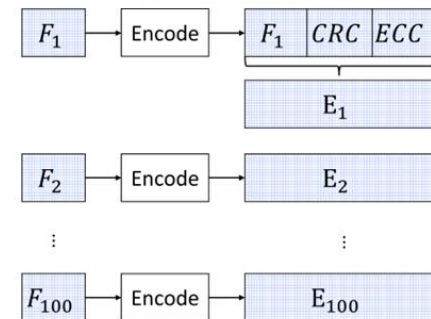 F₁ Encode F₁ CRC ECC
E₁
F₂ Encode E₂
⋮ ⋮
F₁₀₀ Encode E₁₀₀